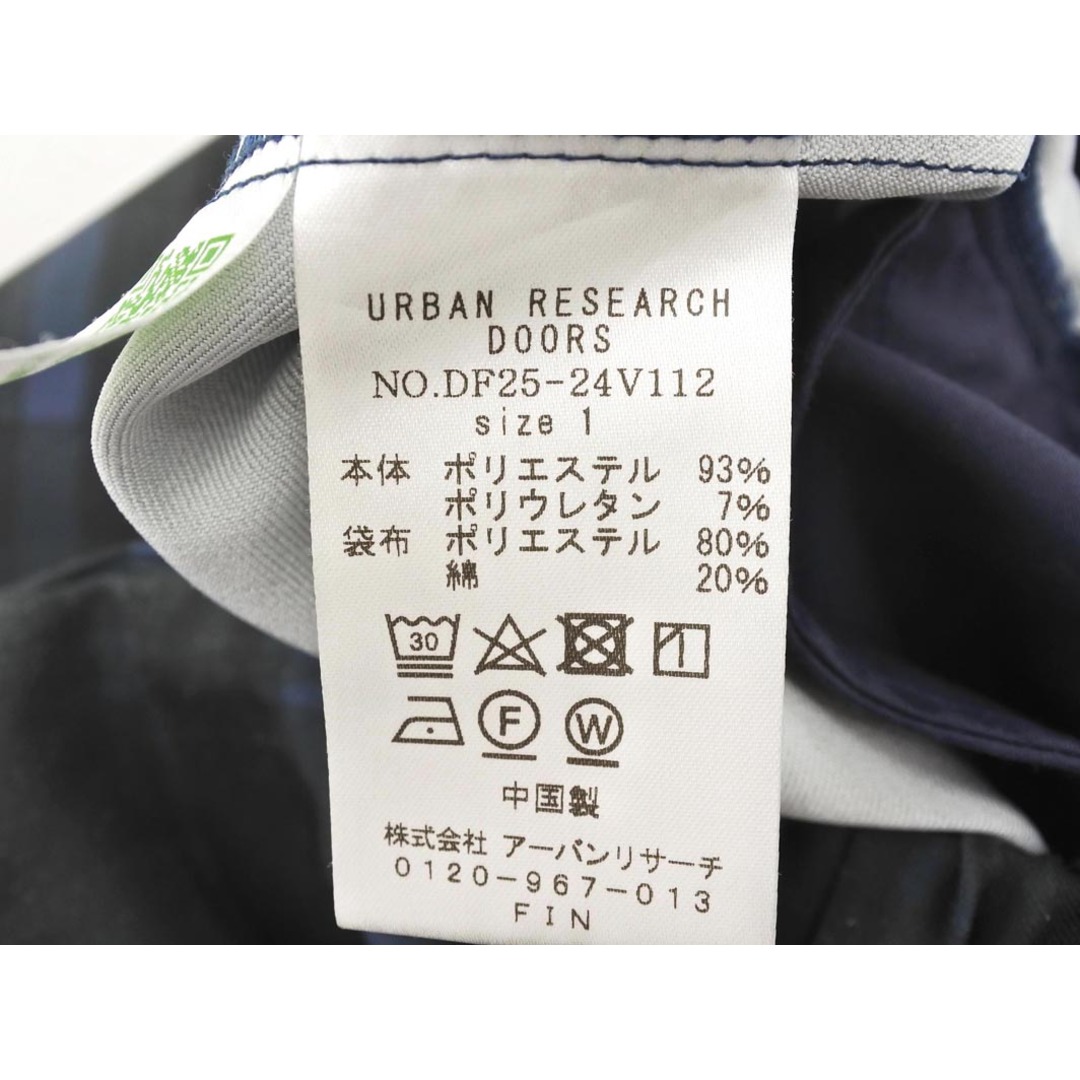 URBAN RESEARCH
DOORS
NO.DF25-24V112
size 1
本体 ポリエステル 93%
ポリウレタン 7%
袋布 ポリエステル 80%
綿 20%
30
F W
中国製
株式会社 アーバンリサーチ
0120-967-013
FIN